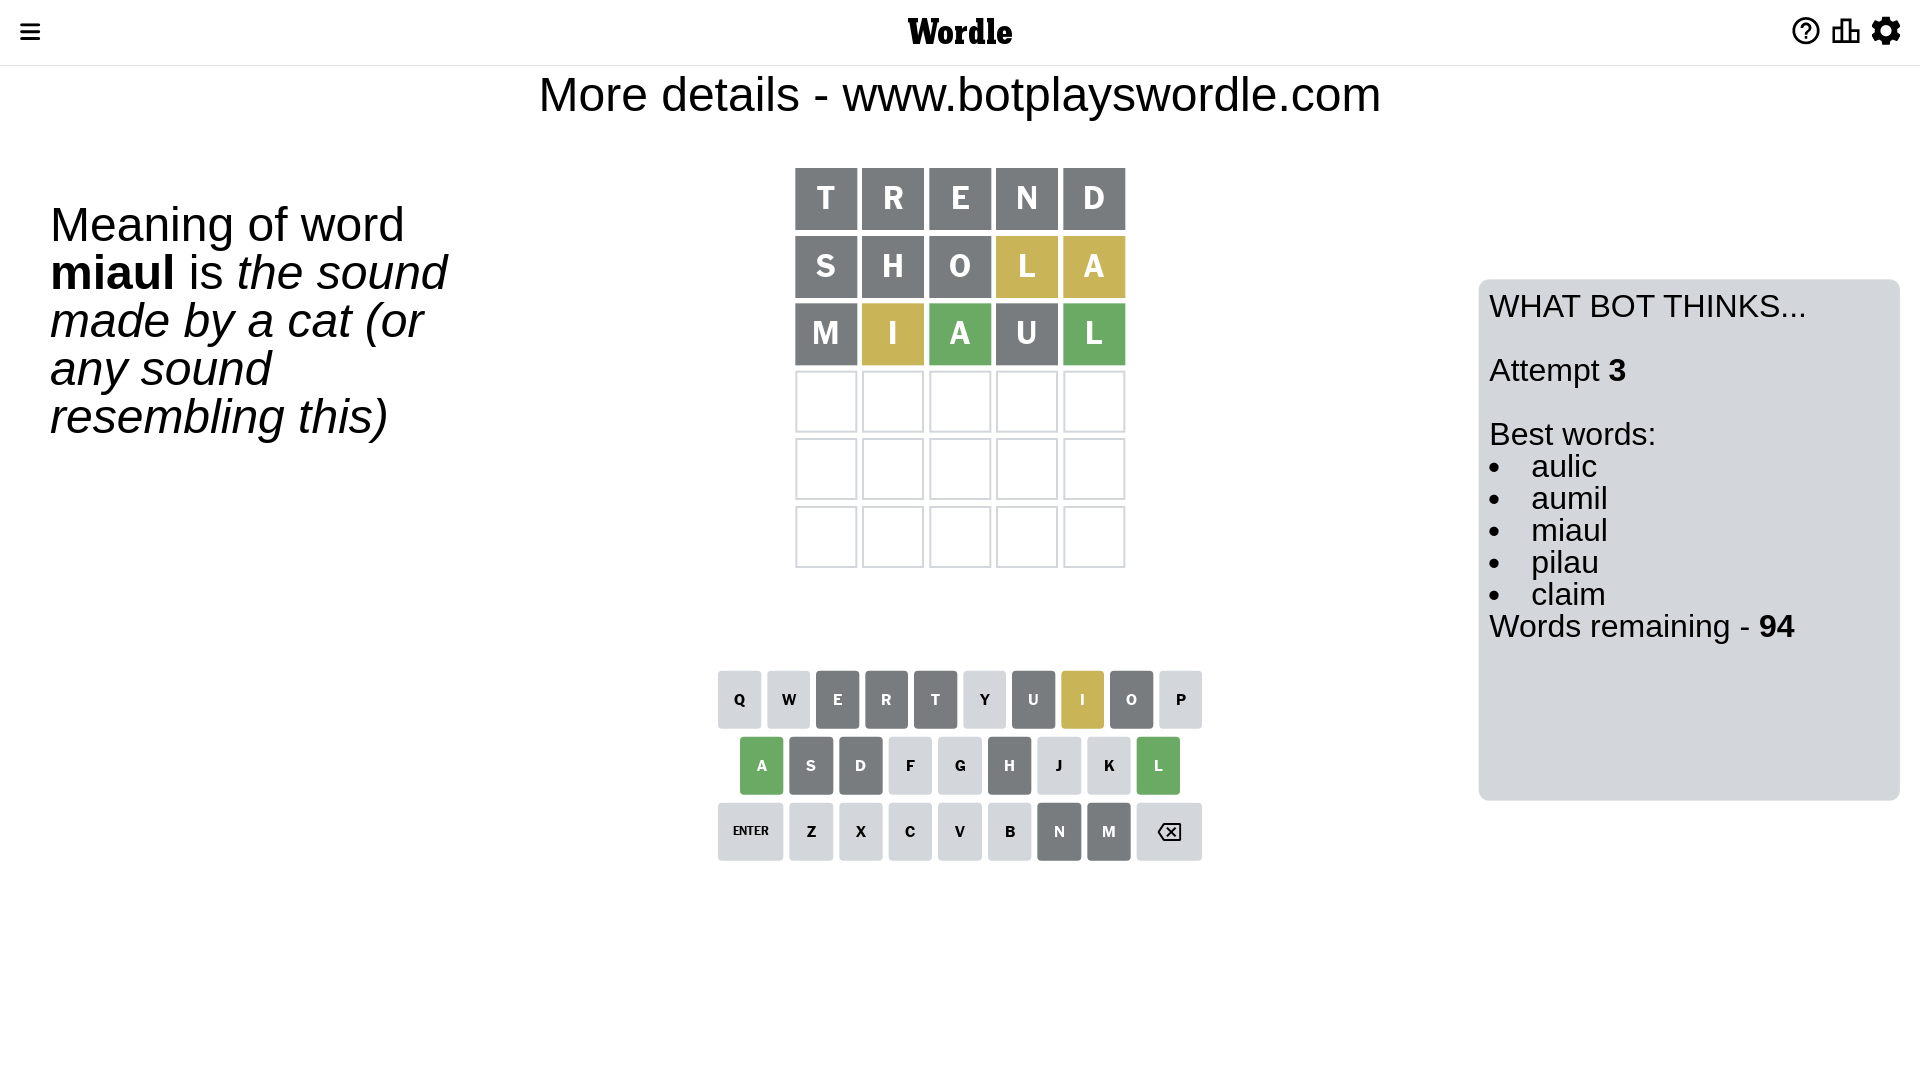 Wordle
More details - www.botplayswordle.com
Meaning of word
miaul is the sound
made by a cat (or
any sound
resembling this)
T R E N D
S H O L A
M I A U L
WHAT BOT THINKS...
Attempt 3
Best words:
• aulic
• aumil
• miaul
• pilau
• claim
Words remaining - 94
Q W E R T Y U I O P
A S D F G H J K L
ENTER Z X C V B N M